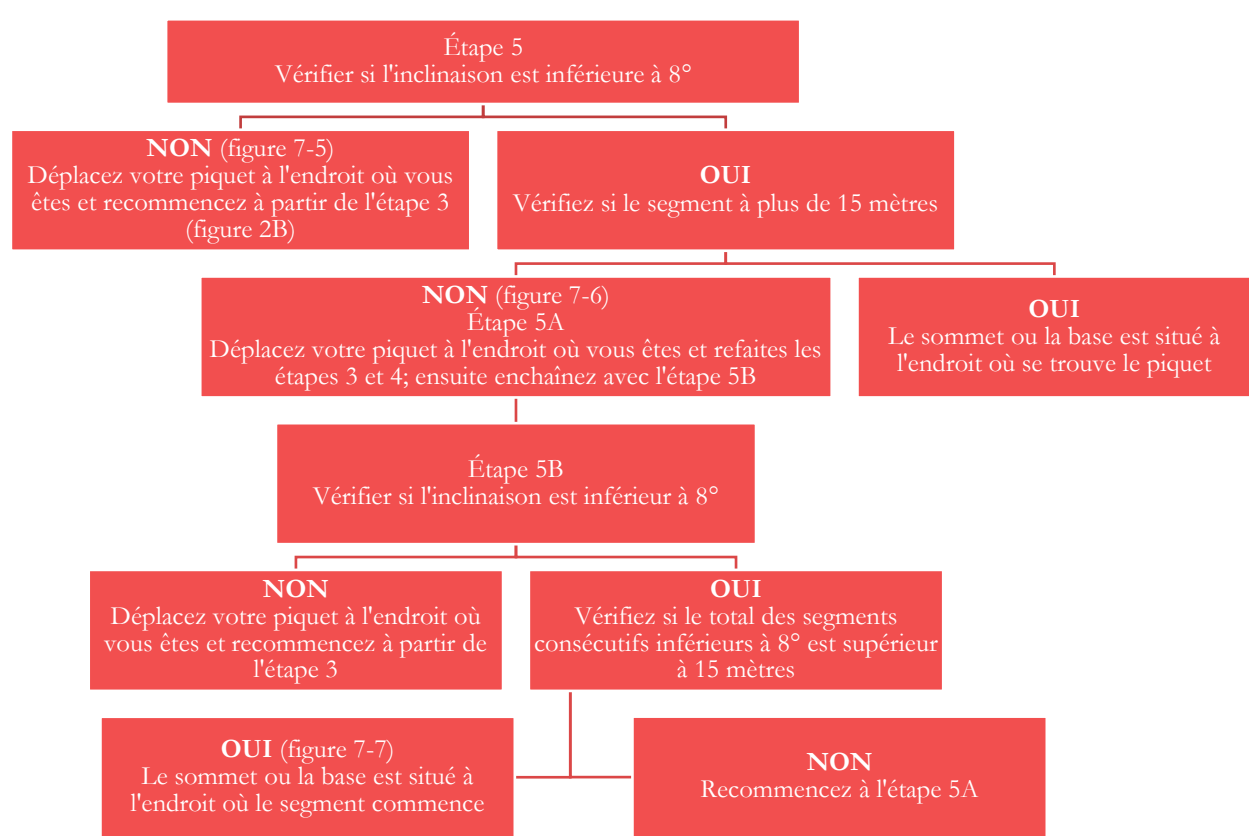 Étape 5
Vérifier si l'inclinaison est inférieure à 8°
NON (figure 7-5)
Déplacez votre piquet à l'endroit où vous
êtes et recommencez à partir de l'étape 3
(figure 2B)
OUI
Vérifiez si le segment à plus de 15 mètres
NON (figure 7-6)
Étape 5A
Déplacez votre piquet à l'endroit où vous êtes et refaites les
étapes 3 et 4; ensuite enchaînez avec l'étape 5B
OUI
Le sommet ou la base est situé à
l'endroit où se trouve le piquet
Étape 5B
Vérifier si l'inclinaison est inférieur à 8°
NON
Déplacez votre piquet à l'endroit où
vous êtes et recommencez à partir de
l'étape 3
OUI
Vérifiez si le total des segments
consécutifs inférieurs à 8° est supérieur
à 15 mètres
OUI (figure 7-7)
Le sommet ou la base est situé à
l'endroit où le segment commence
NON
Recommencez à l'étape 5A